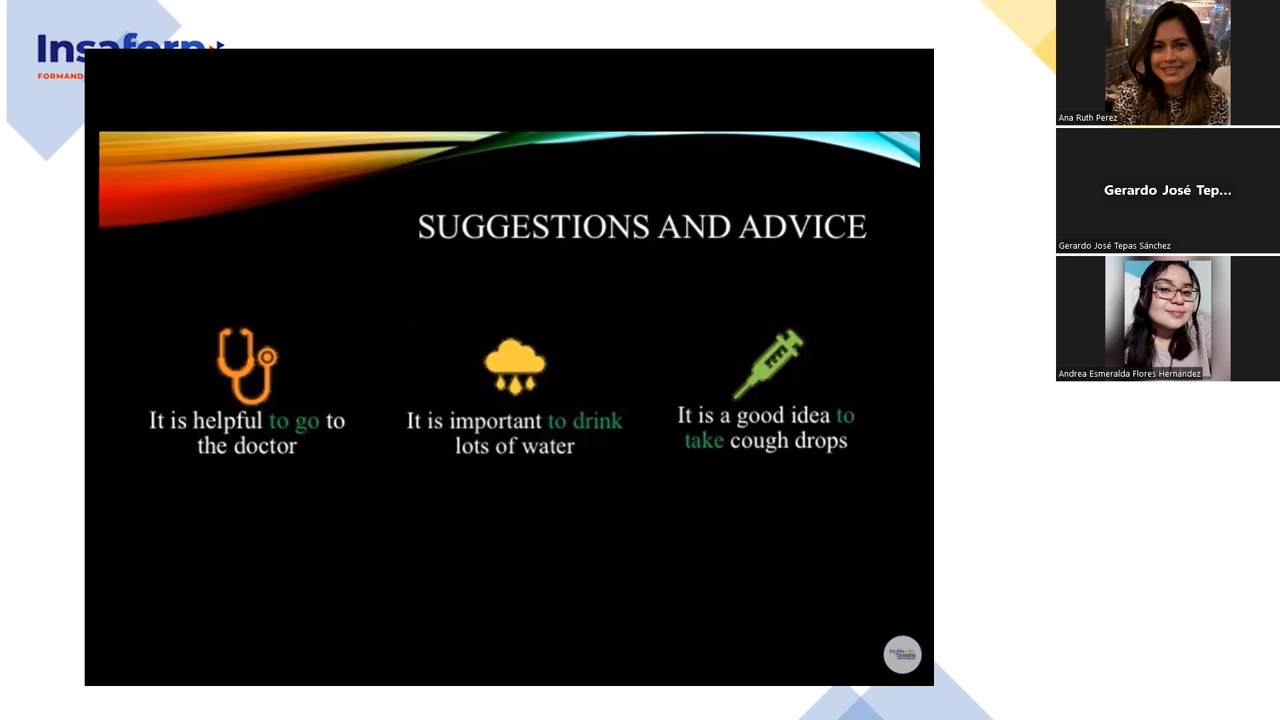 FORMAND
SUGGESTIONS AND ADVICE
It is helpful to go to
the doctor
It is important to drink
lots of water
It is a good idea to
take cough drops
Ana Ruth Perez
Gerardo José Tep...
Gerardo José Tepas Sánchez
Andrea Esmeralda Flores Hernández